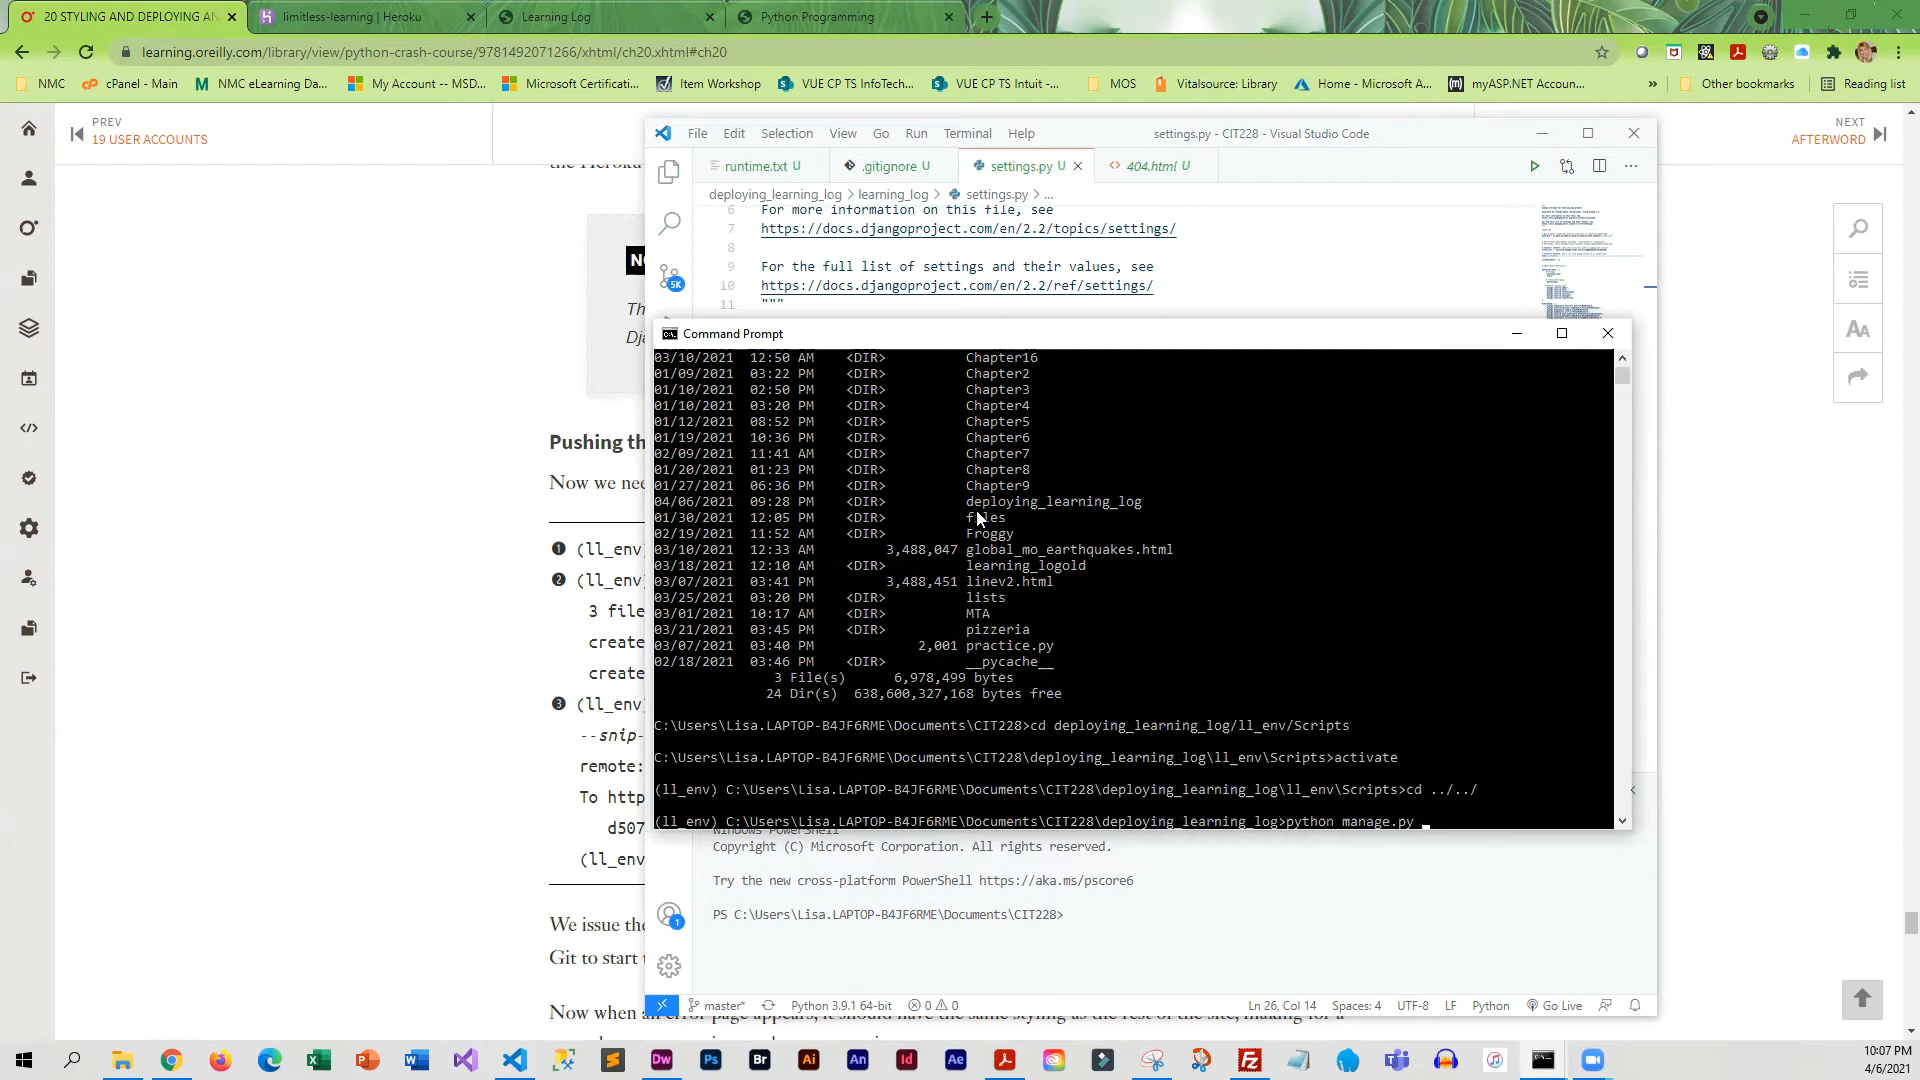 20 STYLING AND DEPLOYING AN
limitless-learning | Heroku
Learning Log
Python Programming
learning.oreilly.com/library/view/python-crash-course/9781492071266/xhtml/ch20.xhtml#ch20
NMC
cPanel - Main
NMC eLearning Da...
My Account -- MSD...
Microsoft Certificati...
Item Workshop
VUE CP TS InfoTech...
VUE CP TS Intuit -...
MOS
Vitalsource: Library
Home - Microsoft A...
myASP.NET Accoun...
»
Other bookmarks
Reading list
PREV
19 USER ACCOUNTS
NEXT
AFTERWORD
the Heroku
Th
Dja
Pushing th
Now we nee
❶ (ll_env
❷ (ll_env
3 file
create
create
❸ (ll_env
--snip-
remote:
To http
d507
(ll_env
We issue the
Git to start t
File Edit Selection View Go Run Terminal Help
settings.py - CIT228 - Visual Studio Code
runtime.txt U
.gitignore U
settings.py U
404.html U
deploying_learning_log > learning_log > settings.py > ...
6 For more information on this file, see
7 https://docs.djangoproject.com/en/2.2/topics/settings/
8
9 For the full list of settings and their values, see
10 https://docs.djangoproject.com/en/2.2/ref/settings/
11 """
5K
Command Prompt
03/10/2021 12:50 AM <DIR> Chapter16
01/09/2021 03:22 PM <DIR> Chapter2
01/10/2021 02:50 PM <DIR> Chapter3
01/10/2021 03:20 PM <DIR> Chapter4
01/12/2021 08:52 PM <DIR> Chapter5
01/19/2021 10:36 PM <DIR> Chapter6
02/09/2021 11:41 AM <DIR> Chapter7
01/20/2021 01:23 PM <DIR> Chapter8
01/27/2021 06:36 PM <DIR> Chapter9
04/06/2021 09:28 PM <DIR> deploying_learning_log
01/30/2021 12:05 PM <DIR> files
02/19/2021 11:52 AM <DIR> Froggy
03/10/2021 12:33 AM 3,488,047 global_mo_earthquakes.html
03/18/2021 12:10 AM <DIR> learning_logold
03/07/2021 03:41 PM 3,488,451 linev2.html
03/25/2021 03:20 PM <DIR> lists
03/01/2021 10:17 AM <DIR> MTA
03/21/2021 03:45 PM <DIR> pizzeria
03/07/2021 03:40 PM 2,001 practice.py
02/18/2021 03:46 PM <DIR> __pycache__
3 File(s) 6,978,499 bytes
24 Dir(s) 638,600,327,168 bytes free
C:\Users\Lisa.LAPTOP-B4JF6RME\Documents\CIT228>cd deploying_learning_log/ll_env/Scripts
C:\Users\Lisa.LAPTOP-B4JF6RME\Documents\CIT228\deploying_learning_log\ll_env\Scripts>activate
(ll_env) C:\Users\Lisa.LAPTOP-B4JF6RME\Documents\CIT228\deploying_learning_log\ll_env\Scripts>cd ../../
(ll_env) C:\Users\Lisa.LAPTOP-B4JF6RME\Documents\CIT228\deploying_learning_log>python manage.py _
Windows PowerShell
Copyright (C) Microsoft Corporation. All rights reserved.
Try the new cross-platform PowerShell https://aka.ms/pscore6
PS C:\Users\Lisa.LAPTOP-B4JF6RME\Documents\CIT228>
1
master*
Python 3.9.1 64-bit
0
0
Ln 26, Col 14
Spaces: 4
UTF-8
LF
Python
Go Live
10:07 PM
4/6/2021